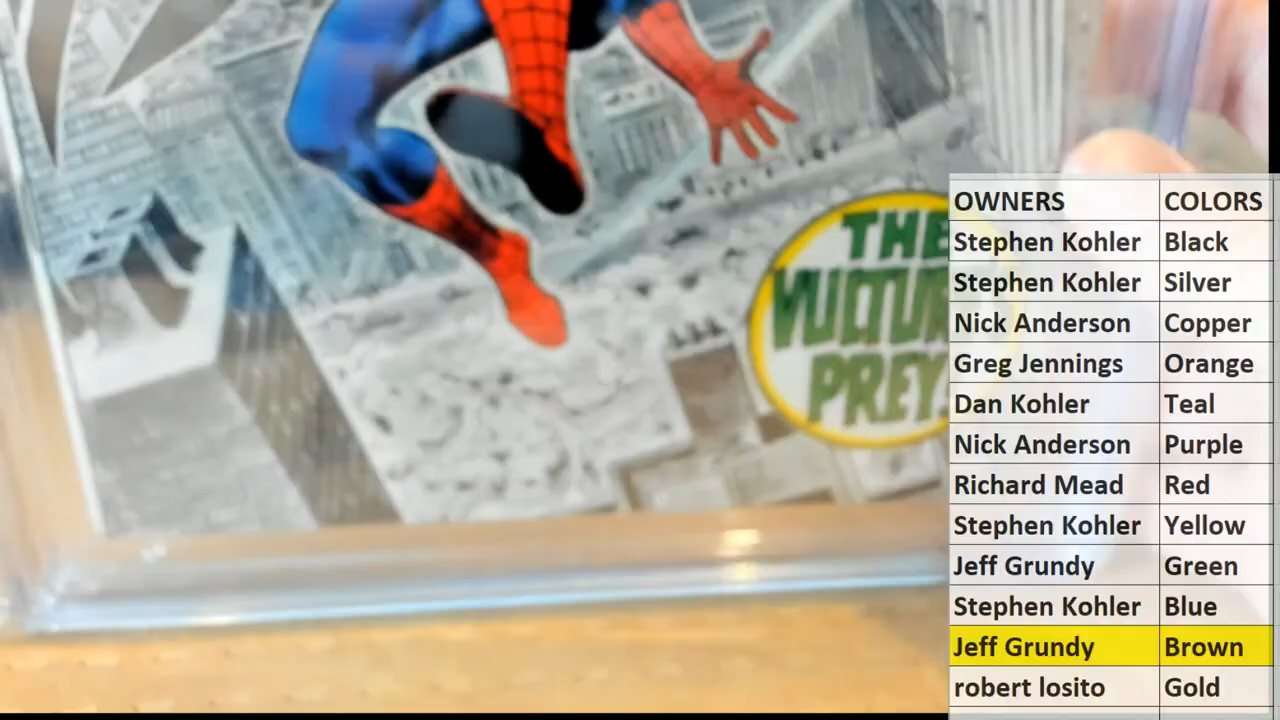 THE
PREY
OWNERS COLORS
Stephen Kohler Black
Stephen Kohler Silver
Nick Anderson Copper
Greg Jennings Orange
Dan Kohler Teal
Nick Anderson Purple
Richard Mead Red
Stephen Kohler Yellow
Jeff Grundy Green
Stephen Kohler Blue
Jeff Grundy Brown
robert losito Gold